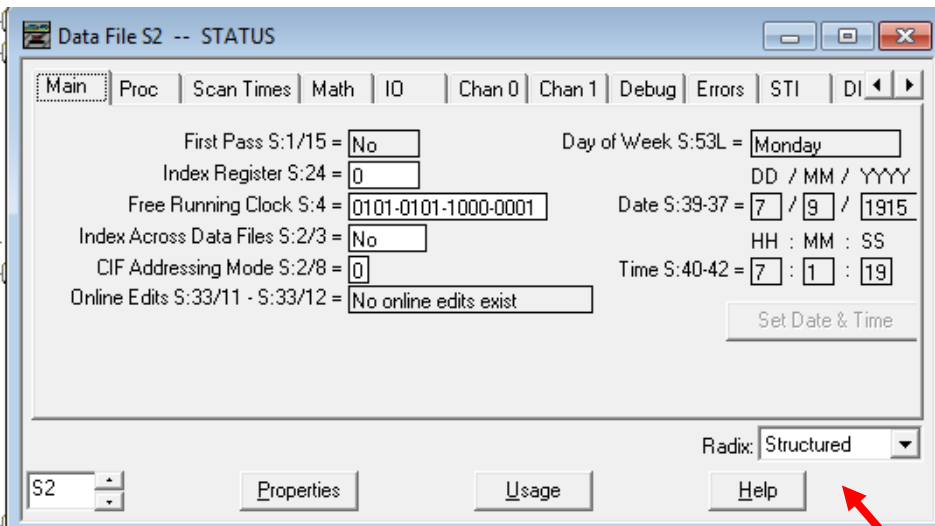 Data File S2 -- STATUS
Main Proc Scan Times Math IO Chan 0 Chan 1 Debug Errors STI DI
First Pass S:1/15 = No
Index Register S:24 = 0
Free Running Clock S:4 = 0101-0101-1000-0001
Index Across Data Files S:2/3 = No
CIF Addressing Mode S:2/8 = 0
Online Edits S:33/11 - S:33/12 = No online edits exist
Day of Week S:53L = Monday
DD / MM / YYYY
Date S:39-37 = 7 / 9 / 1915
HH : MM : SS
Time S:40-42 = 7 : 1 : 19
Set Date & Time
Radix: Structured
S2 Properties Usage Help